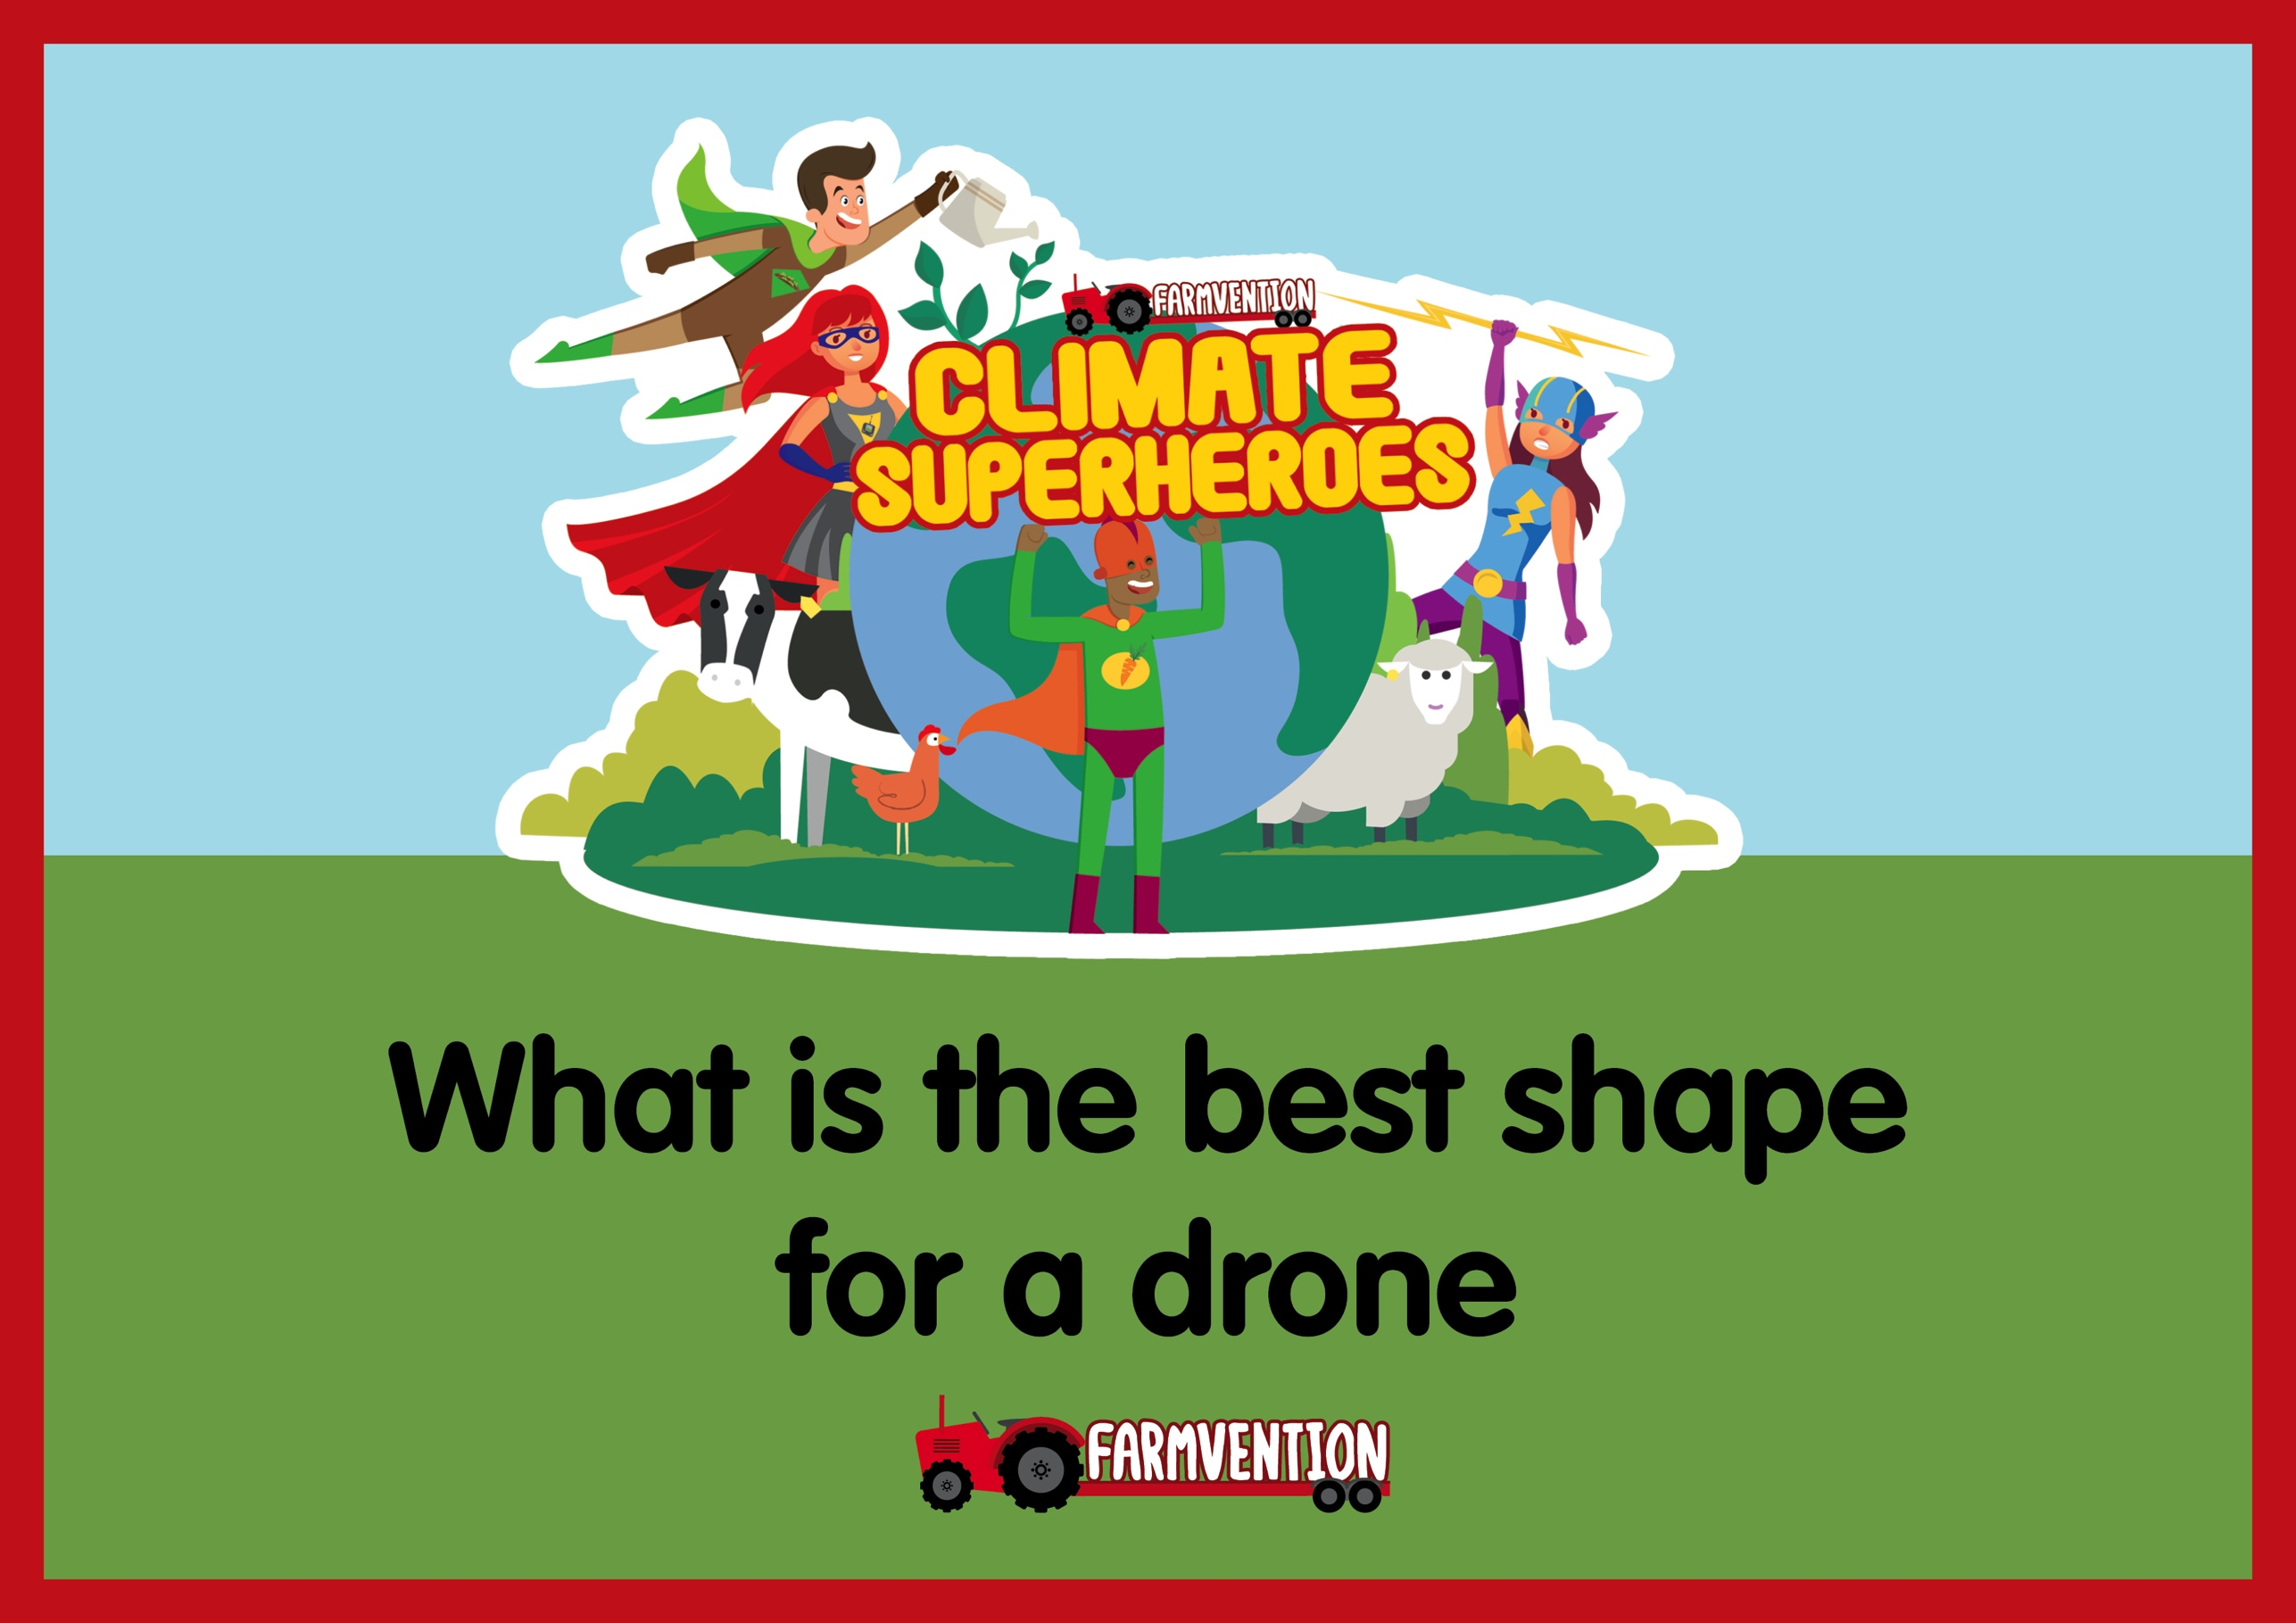 FARMVENTION
CLIMATE
SUPERHEROES
What is the best shape
for a drone
FARMVENTION